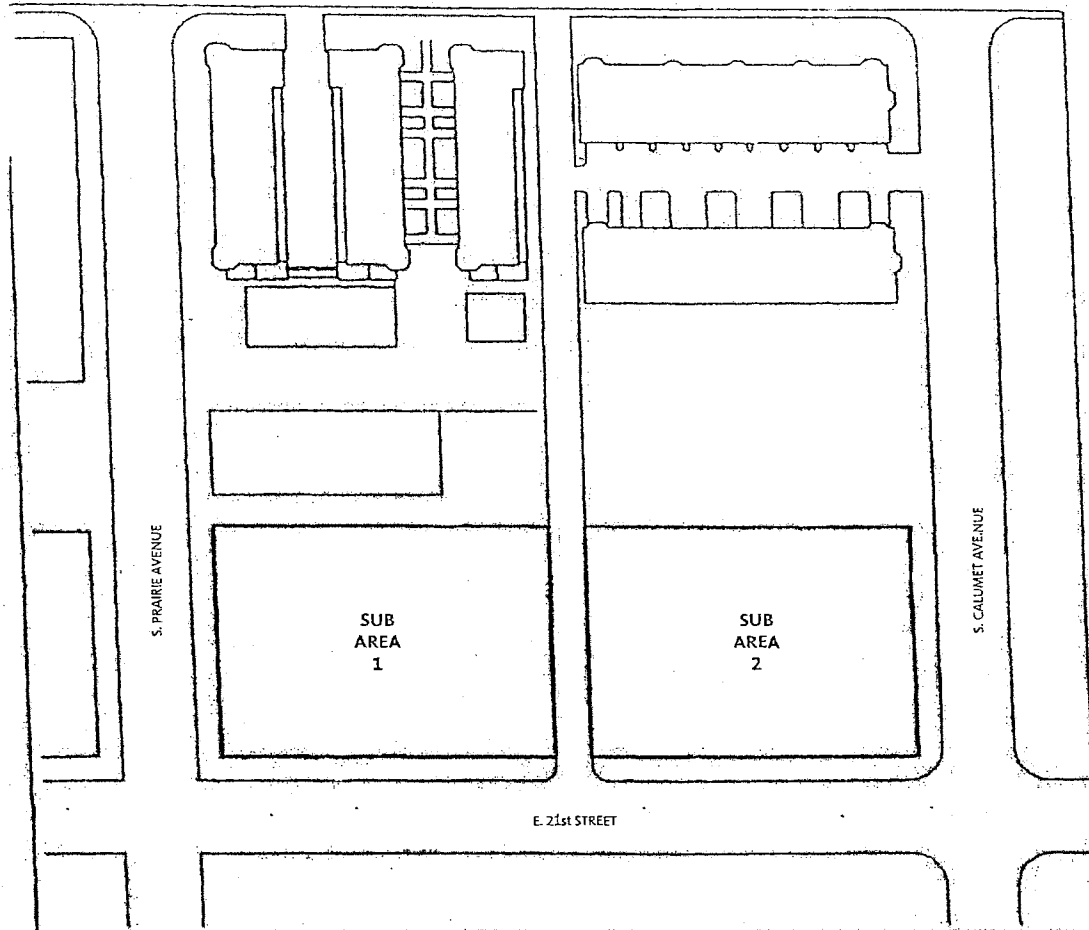 S. PRAIRIE AVENUE
SUB
AREA
1
SUB
AREA
2
S. CALUMET AVENUE
E. 21st STREET